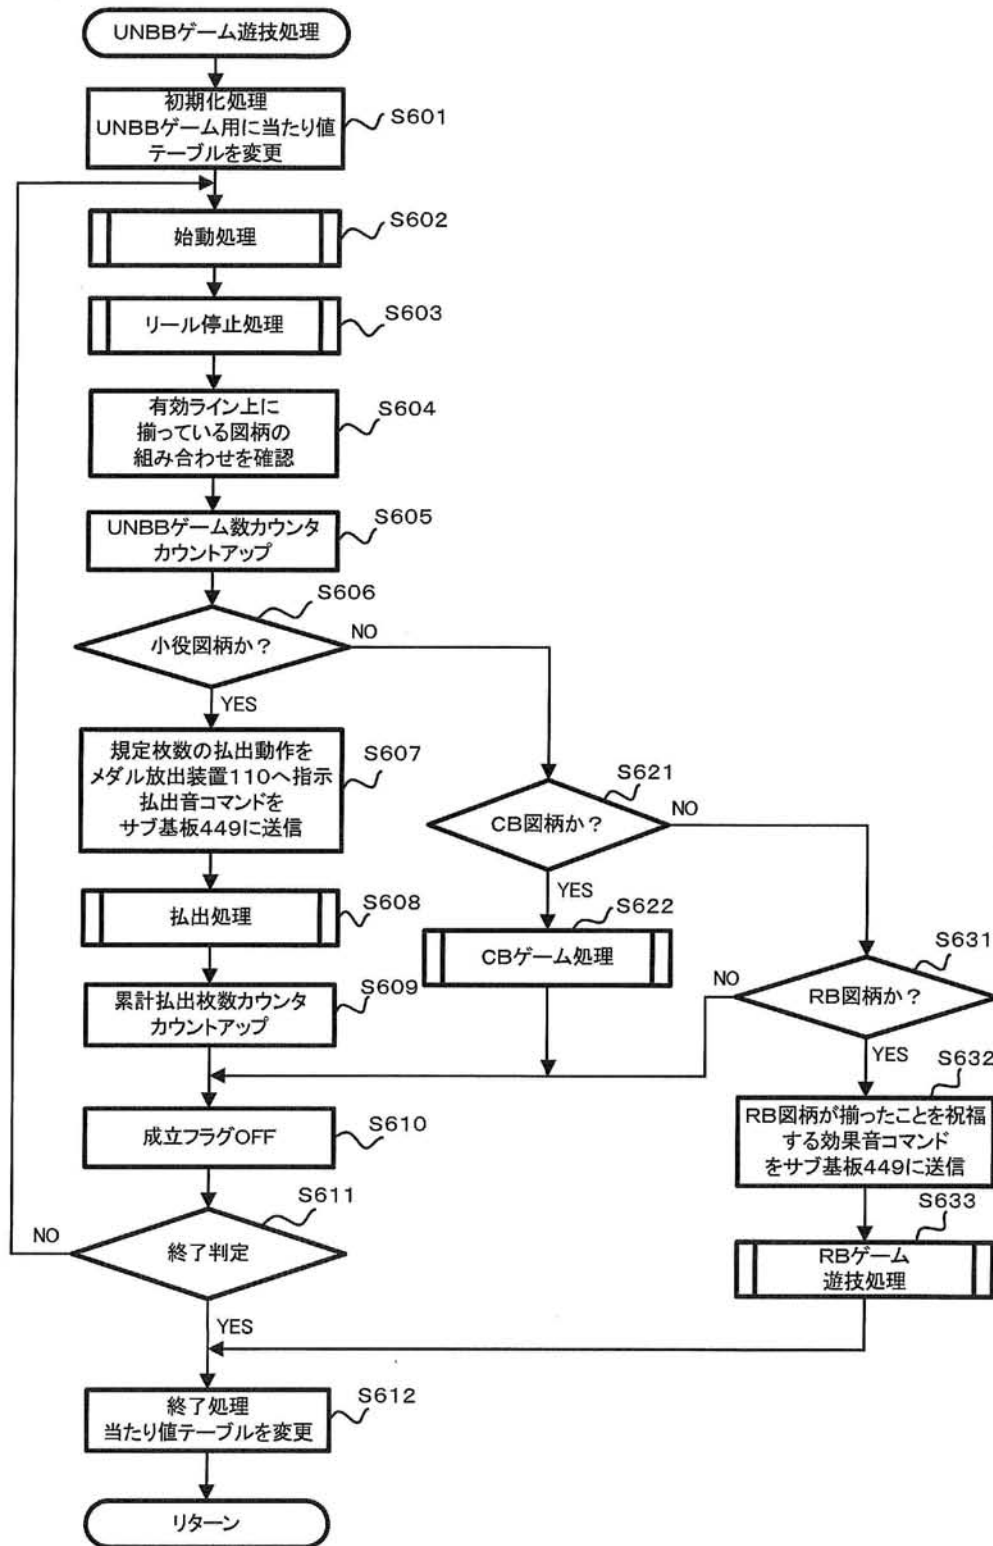 UNBBゲーム遊技処理
初期化処理
UNBBゲーム用に当たり値
テーブルを変更
S601
始動処理
S602
リール停止処理
S603
有効ライン上に
揃っている図柄の
組み合わせを確認
S604
UNBBゲーム数カウンタ
カウントアップ
S605
小役図柄か？
S606
NO
YES
規定枚数の払出動作を
メダル放出装置110へ指示
払出音コマンドを
サブ基板449に送信
S607
CB図柄か？
S621
NO
YES
払出処理
S608
CBゲーム処理
S622
累計払出枚数カウンタ
カウントアップ
S609
RB図柄か？
S631
NO
YES
成立フラグOFF
S610
RB図柄が揃ったことを祝福
する効果音コマンド
をサブ基板449に送信
S632
終了判定
S611
NO
YES
RBゲーム
遊技処理
S633
終了処理
当たり値テーブルを変更
S612
リターン